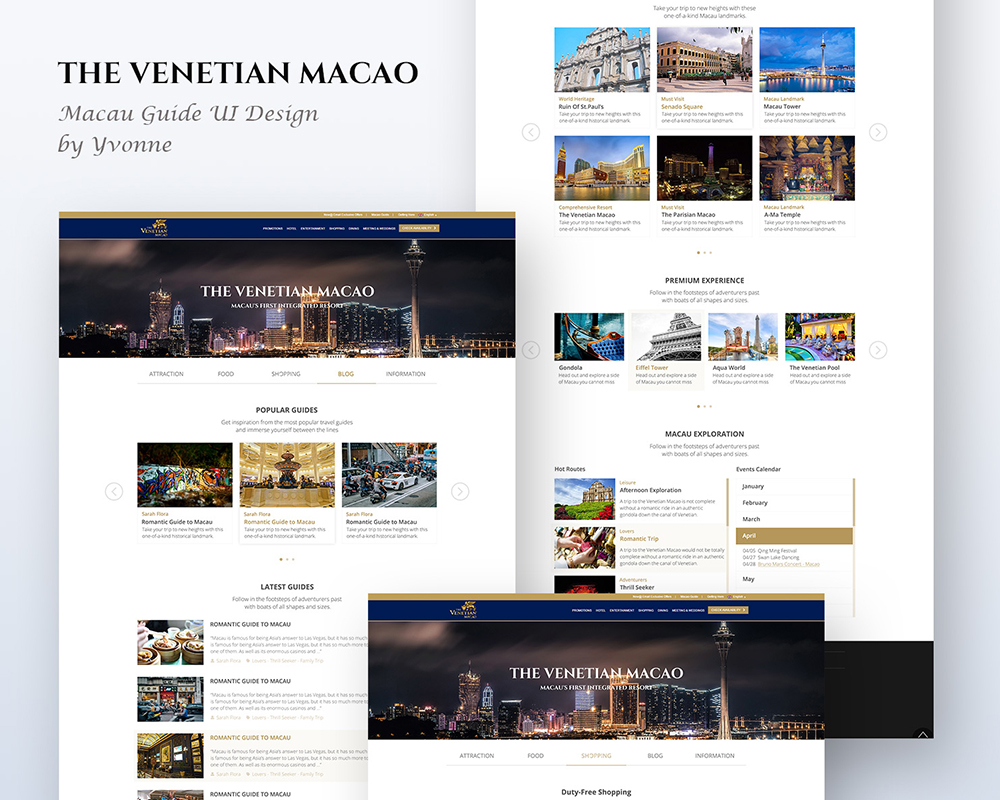 THE VENETIAN MACAO
Macau Guide UI Design
by Yvonne
THE
VENETIAN
MACAO
PROMOTIONS HOTEL ENTERTAINMENT SHOPPING DINING MEETING & WEDDINGS CHECK AVAILABILITY
THE VENETIAN MACAO
MACAU'S FIRST INTEGRATED RESORT
ATTRACTION FOOD SHOPPING BLOG INFORMATION
POPULAR GUIDES
Get inspiration from the most popular travel guides
and immerse yourself between the lines.
Sarah Flora Sarah Flora Sarah Flora
Romantic Guide to Macau Romantic Guide to Macau Romantic Guide to Macau
Take your trip to new heights with this Take your trip to new heights with this Take your trip to new heights with this
one-of-a-kind historical landmark. one-of-a-kind historical landmark. one-of-a-kind historical landmark.
LATEST GUIDES
Follow in the footsteps of adventurers past
with boats of all shapes and sizes.
ROMANTIC GUIDE TO MACAU
"Macau is famous for being Asia's answer to Las Vegas, but it has so much
one of them. As well as its enormous casinos and ..."
Sarah Flora Lovers · Thrill Seeker · Family Trip
ROMANTIC GUIDE TO MACAU
"Macau is famous for being Asia's answer to Las Vegas, but it has so much
one of them. As well as its enormous casinos and ..."
Sarah Flora Lovers · Thrill Seeker · Family Trip
ROMANTIC GUIDE TO MACAU
"Macau is famous for being Asia's answer to Las Vegas, but it has so much
one of them. As well as its enormous casinos and ..."
Sarah Flora Lovers · Thrill Seeker · Family Trip
ROMANTIC GUIDE TO MACAU
Take your trip to new heights with these
one-of-a-kind Macau landmarks.
World Heritage Must Visit Macau Landmark
Ruin Of St.Paul's Senado Square Macau Tower
Take your trip to new heights with this Take your trip to new heights with this Take your trip to new heights with this
one-of-a-kind historical landmark. one-of-a-kind historical landmark. one-of-a-kind historical landmark.
Comprehensive Resort Must Visit Macau Landmark
The Venetian Macao The Parisian Macao A-Ma Temple
Take your trip to new heights with this Take your trip to new heights with this Take your trip to new heights with this
one-of-a-kind historical landmark. one-of-a-kind historical landmark. one-of-a-kind historical landmark.
PREMIUM EXPERIENCE
Follow in the footsteps of adventurers past
with boats of all shapes and sizes.
Gondola Eiffel Tower Aqua World The Venetian Pool
Head out and explore a side Head out and explore a side Head out and explore a side Head out and explore a side
of Macau you cannot miss of Macau you cannot miss of Macau you cannot miss of Macau you cannot miss
MACAU EXPLORATION
Follow in the footsteps of adventurers past
with boats of all shapes and sizes.
Hot Routes
Leisure
Afternoon Exploration
A trip to the Venetian Macao is not complete
without a romantic ride in an authentic
gondola down the canal of Venetian.
Lovers
Romantic Trip
A trip to the Venetian Macao would not be totally
complete without a romantic ride in an authentic
gondola down the canal of Venetian.
Adventurers
Thrill Seeker
Events Calendar
January
February
March
April
04/05 Qing Ming Festival
04/27 Swan Lake Dancing
04/28 Bruno Mars Concert - Macao
May
THE
VENETIAN
MACAO
PROMOTIONS HOTEL ENTERTAINMENT SHOPPING DINING MEETING & WEDDINGS CHECK AVAILABILITY
THE VENETIAN MACAO
MACAU'S FIRST INTEGRATED RESORT
ATTRACTION FOOD SHOPPING BLOG INFORMATION
Duty-Free Shopping